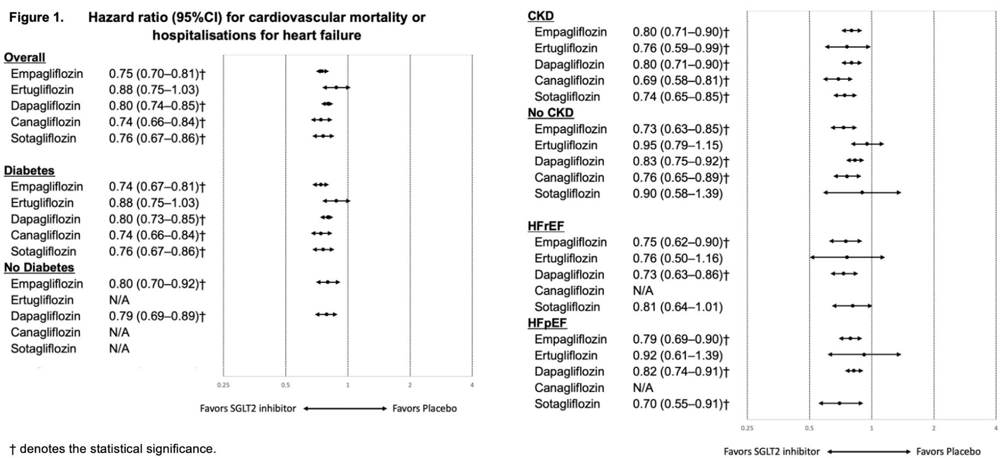 Figure 1. Hazard ratio (95%CI) for cardiovascular mortality or
hospitalisations for heart failure
Overall
Empagliflozin 0.75 (0.70–0.81)†
Ertugliflozin 0.88 (0.75–1.03)
Dapagliflozin 0.80 (0.74–0.85)†
Canagliflozin 0.74 (0.66–0.84)†
Sotagliflozin 0.76 (0.67–0.86)†
Diabetes
Empagliflozin 0.74 (0.67–0.81)†
Ertugliflozin 0.88 (0.75–1.03)
Dapagliflozin 0.80 (0.73–0.85)†
Canagliflozin 0.74 (0.66–0.84)†
Sotagliflozin 0.76 (0.67–0.86)†
No Diabetes
Empagliflozin 0.80 (0.70–0.92)†
Ertugliflozin N/A
Dapagliflozin 0.79 (0.69–0.89)†
Canagliflozin N/A
Sotagliflozin N/A
0.25 0.5 1 2 4
Favors SGLT2 inhibitor Favors Placebo
† denotes the statistical significance.
CKD
Empagliflozin 0.80 (0.71–0.90)†
Ertugliflozin 0.76 (0.59–0.99)†
Dapagliflozin 0.80 (0.71–0.90)†
Canagliflozin 0.69 (0.58–0.81)†
Sotagliflozin 0.74 (0.65–0.85)†
No CKD
Empagliflozin 0.73 (0.63–0.85)†
Ertugliflozin 0.95 (0.79–1.15)
Dapagliflozin 0.83 (0.75–0.92)†
Canagliflozin 0.76 (0.65–0.89)†
Sotagliflozin 0.90 (0.58–1.39)
HFrEF
Empagliflozin 0.75 (0.62–0.90)†
Ertugliflozin 0.76 (0.50–1.16)
Dapagliflozin 0.73 (0.63–0.86)†
Canagliflozin N/A
Sotagliflozin 0.81 (0.64–1.01)
HFpEF
Empagliflozin 0.79 (0.69–0.90)†
Ertugliflozin 0.92 (0.61–1.39)
Dapagliflozin 0.82 (0.74–0.91)†
Canagliflozin N/A
Sotagliflozin 0.70 (0.55–0.91)†
0.25 0.5 1 2 4
Favors SGLT2 inhibitor Favors Placebo